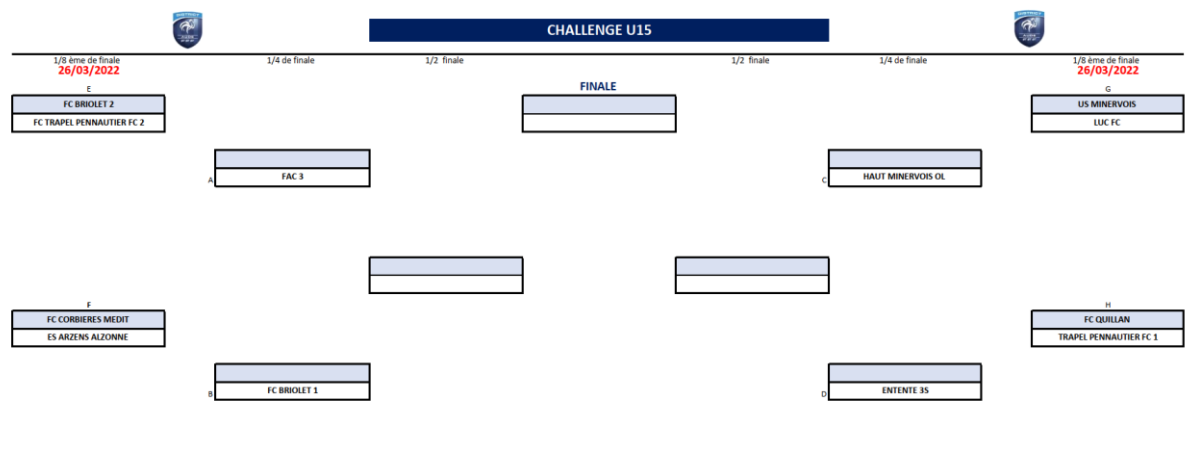 CHALLENGE U15
1/8 ème de finale
26/03/2022
1/4 de finale
1/2 finale
1/2 finale
1/4 de finale
1/8 ème de finale
26/03/2022
FINALE
E
FC BRIOLET 2
FC TRAPEL PENNAUTIER FC 2
G
US MINERVOIS
LUC FC
A
FAC 3
C
HAUT MINERVOIS OL
F
FC CORBIERES MEDIT
ES ARZENS ALZONNE
H
FC QUILLAN
TRAPEL PENNAUTIER FC 1
B
FC BRIOLET 1
D
ENTENTE 3S